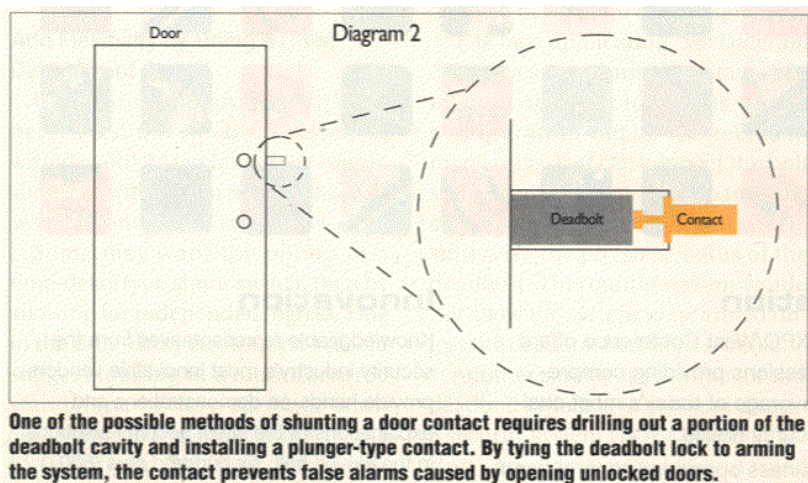 Door
Diagram 2
Deadbolt
Contact
One of the possible methods of shunting a door contact requires drilling out a portion of the
deadbolt cavity and installing a plunger-type contact. By tying the deadbolt lock to arming
the system, the contact prevents false alarms caused by opening unlocked doors.